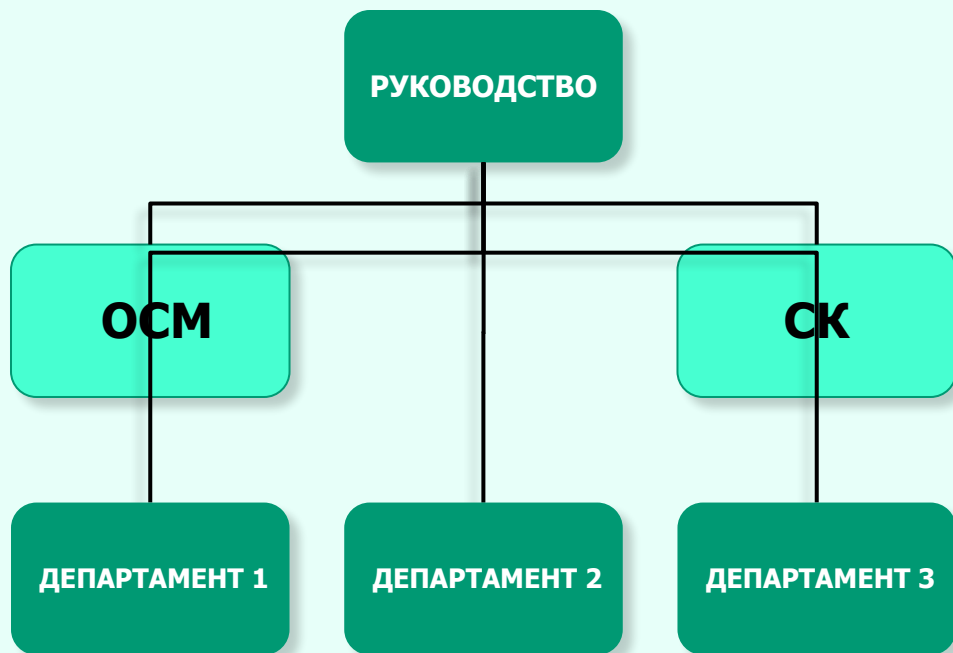 РУКОВОДСТВО
ОСМ
СК
ДЕПАРТАМЕНТ 1
ДЕПАРТАМЕНТ 2
ДЕПАРТАМЕНТ 3